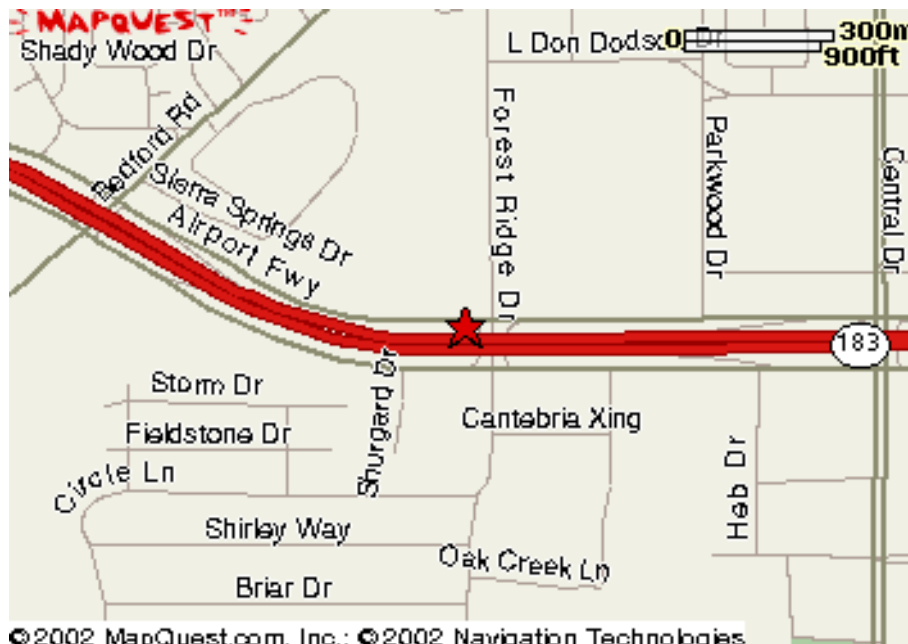 MAPQUEST™
Shady Wood Dr
L Don Dodson Dr
0
300m
900ft
Bedford Rd
Forest Ridge Dr
Parkwood Dr
Central Dr
Sierra Springs Dr
Airport Fwy
183
Storm Dr
Shurgard Dr
Cantebria Xing
Fieldstone Dr
Circle Ln
Heb Dr
Shirley Way
Oak Creek Ln
Briar Dr
©2002 MapQuest.com, Inc.; ©2002 Navigation Technologies